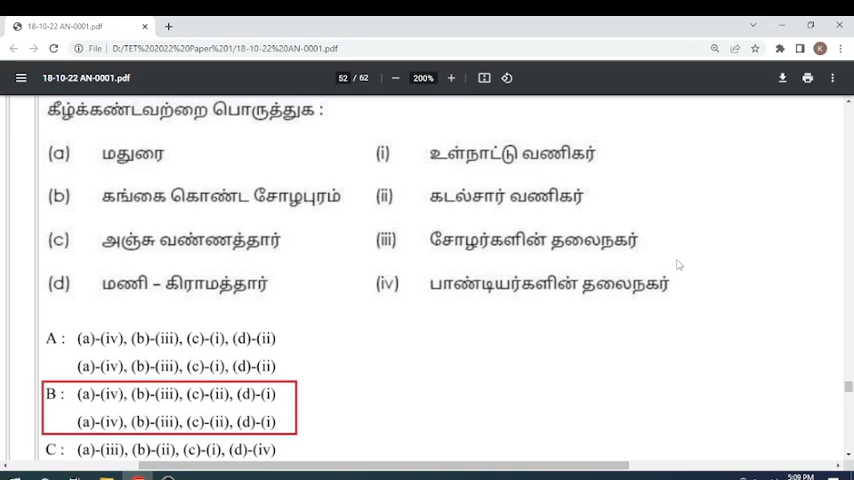 18-10-22 AN-0001.pdf
File D:/TET%202022%20Paper%201/18-10-22%20AN-0001.pdf
K
18-10-22 AN-0001.pdf 52 / 62 200%
கீழ்க்கண்டவற்றை பொருத்துக :
(a) மதுரை (i) உள்நாட்டு வணிகர்
(b) கங்கை கொண்ட சோழபுரம் (ii) கடல்சார் வணிகர்
(c) அஞ்சு வண்ணத்தார் (iii) சோழர்களின் தலைநகர்
(d) மணி – கிராமத்தார் (iv) பாண்டியர்களின் தலைநகர்
A : (a)-(iv), (b)-(iii), (c)-(i), (d)-(ii)
(a)-(iv), (b)-(iii), (c)-(i), (d)-(ii)
B : (a)-(iv), (b)-(iii), (c)-(ii), (d)-(i)
(a)-(iv), (b)-(iii), (c)-(ii), (d)-(i)
C : (a)-(iii), (b)-(ii), (c)-(i), (d)-(iv)
5:09 PM